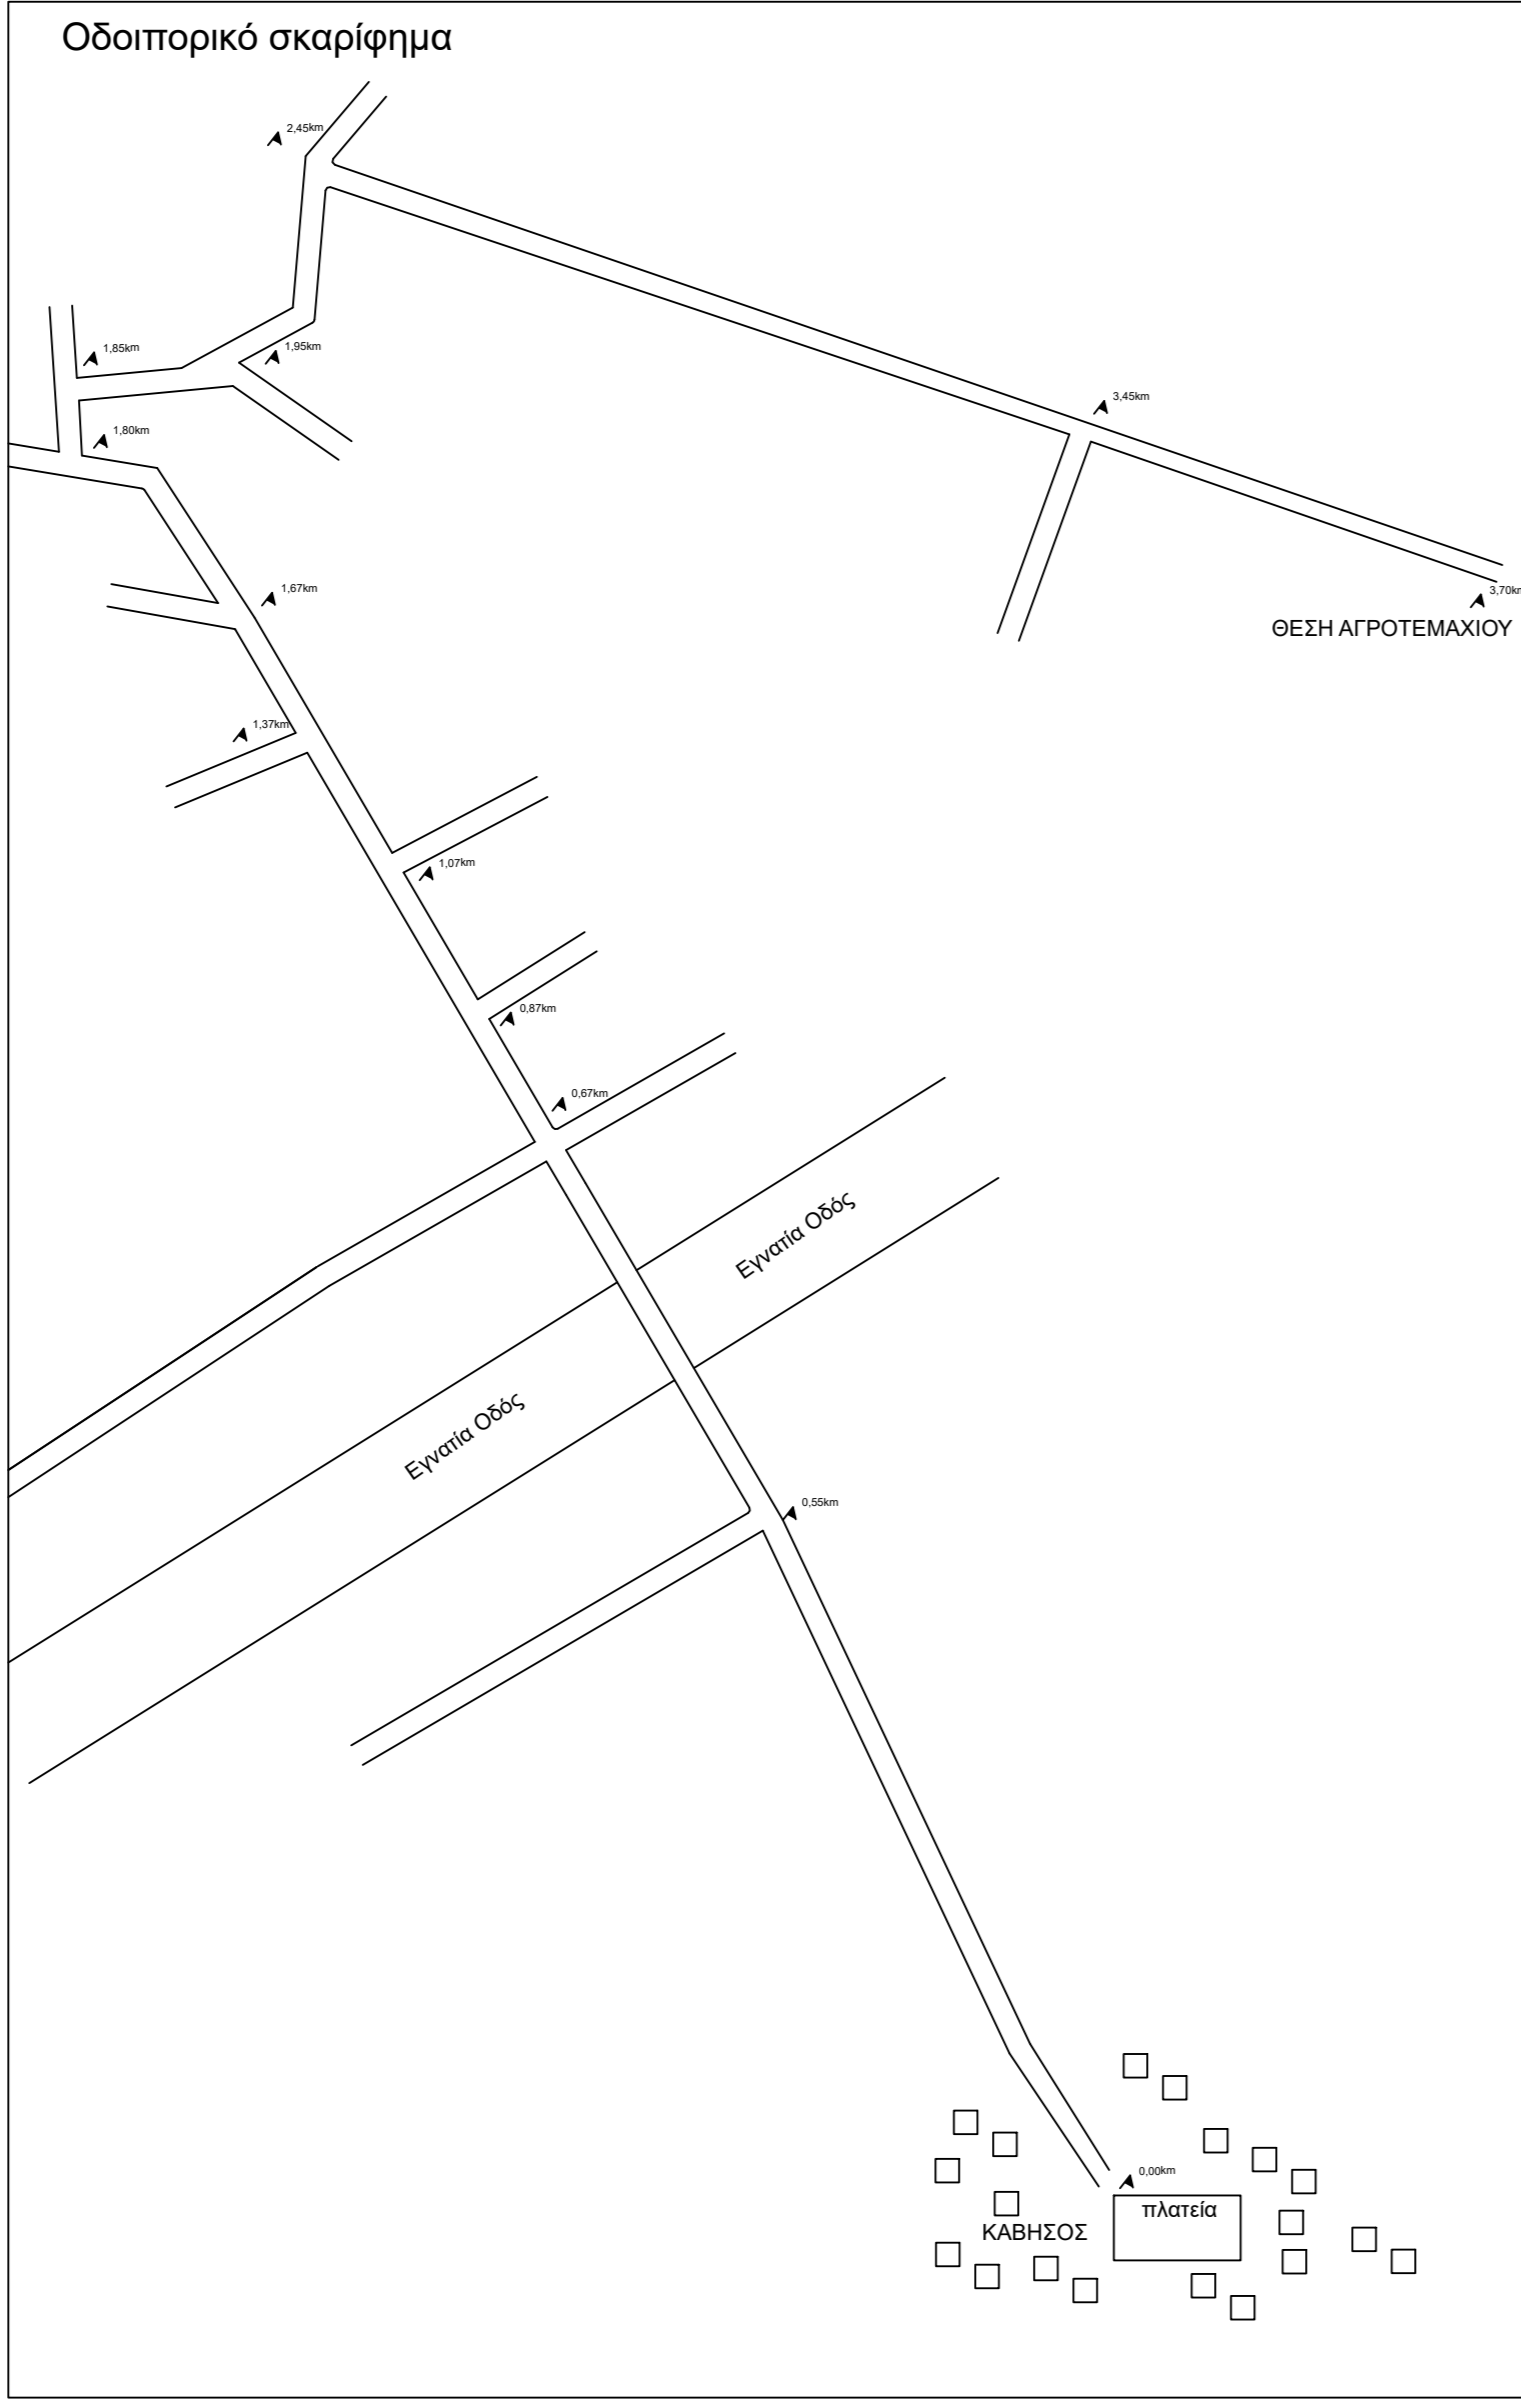 Οδοιπορικό σκαρίφημα
2,45km
1,85km
1,95km
3,45km
1,80km
1,67km
3,70km
ΘΕΣΗ ΑΓΡΟΤΕΜΑΧΙΟΥ
1,37km
1,07km
0,87km
0,67km
Εγνατία Οδός
Εγνατία Οδός
0,55km
0,00km
πλατεία
ΚΑΒΗΣΟΣ